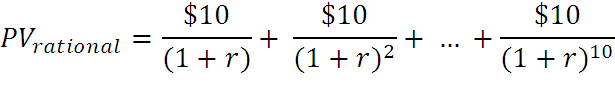 PV_rational = $10/(1 + r) + $10/(1 + r)^2 + ... + $10/(1 + r)^10